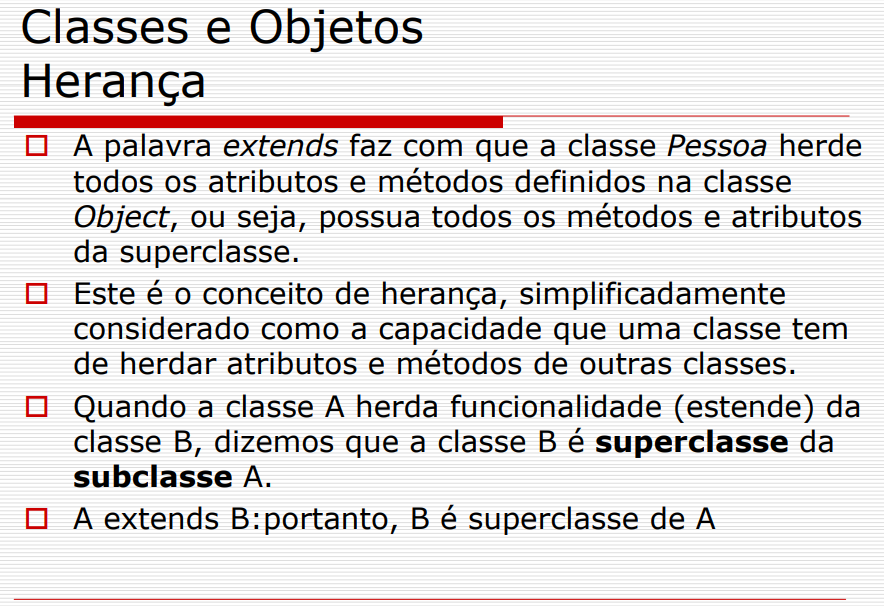 Classes e Objetos
Herança
A palavra extends faz com que a classe Pessoa herde
todos os atributos e métodos definidos na classe
Object, ou seja, possua todos os métodos e atributos
da superclasse.
Este é o conceito de herança, simplificadamente
considerado como a capacidade que uma classe tem
de herdar atributos e métodos de outras classes.
Quando a classe A herda funcionalidade (estende) da
classe B, dizemos que a classe B é superclasse da
subclasse A.
A extends B:portanto, B é superclasse de A